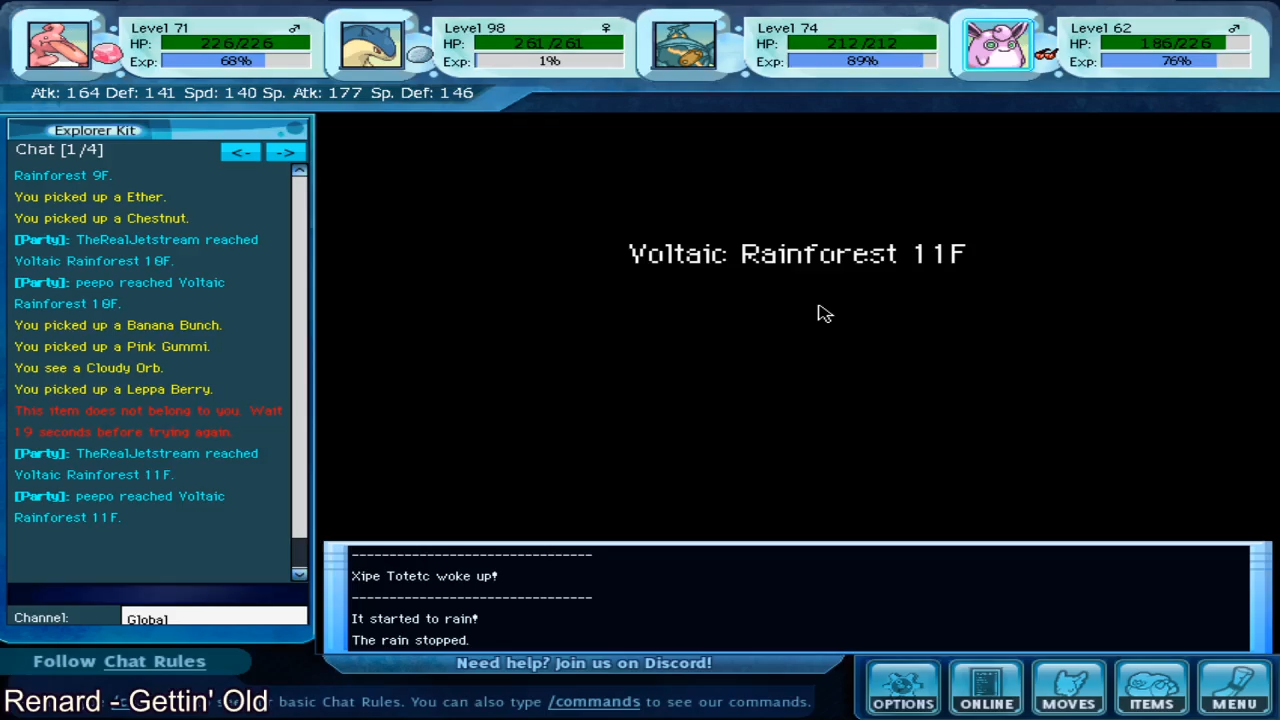 Level 71 ♂ Level 98 ♀ Level 74 Level 62 ♂
HP: 226/226 HP: 261/261 HP: 212/212 HP: 186/226
Exp: 68% Exp: 1% Exp: 89% Exp: 76%
Atk: 164 Def: 141 Spd: 140 Sp. Atk: 177 Sp. Def: 146
Explorer Kit
Chat [1/4] <- ->
Rainforest 9F.
You picked up a Ether.
You picked up a Chestnut.
[Party]: TheRealJetstream reached
Voltaic Rainforest 10F.
[Party]: peepo reached Voltaic
Rainforest 10F.
You picked up a Banana Bunch.
You picked up a Pink Gummi.
You see a Cloudy Orb.
You picked up a Leppa Berry.
This item does not belong to you. Wait
19 seconds before trying again.
[Party]: TheRealJetstream reached
Voltaic Rainforest 11F.
[Party]: peepo reached Voltaic
Rainforest 11F.
Channel: Global
Voltaic Rainforest 11F
--------------------------------
Xipe Totetc woke up!
--------------------------------
It started to rain!
The rain stopped.
Follow Chat Rules
Need help? Join us on Discord!
Renard - Gettin' Old
basic Chat Rules. You can also type /commands to see our commands.
OPTIONS ONLINE MOVES ITEMS MENU